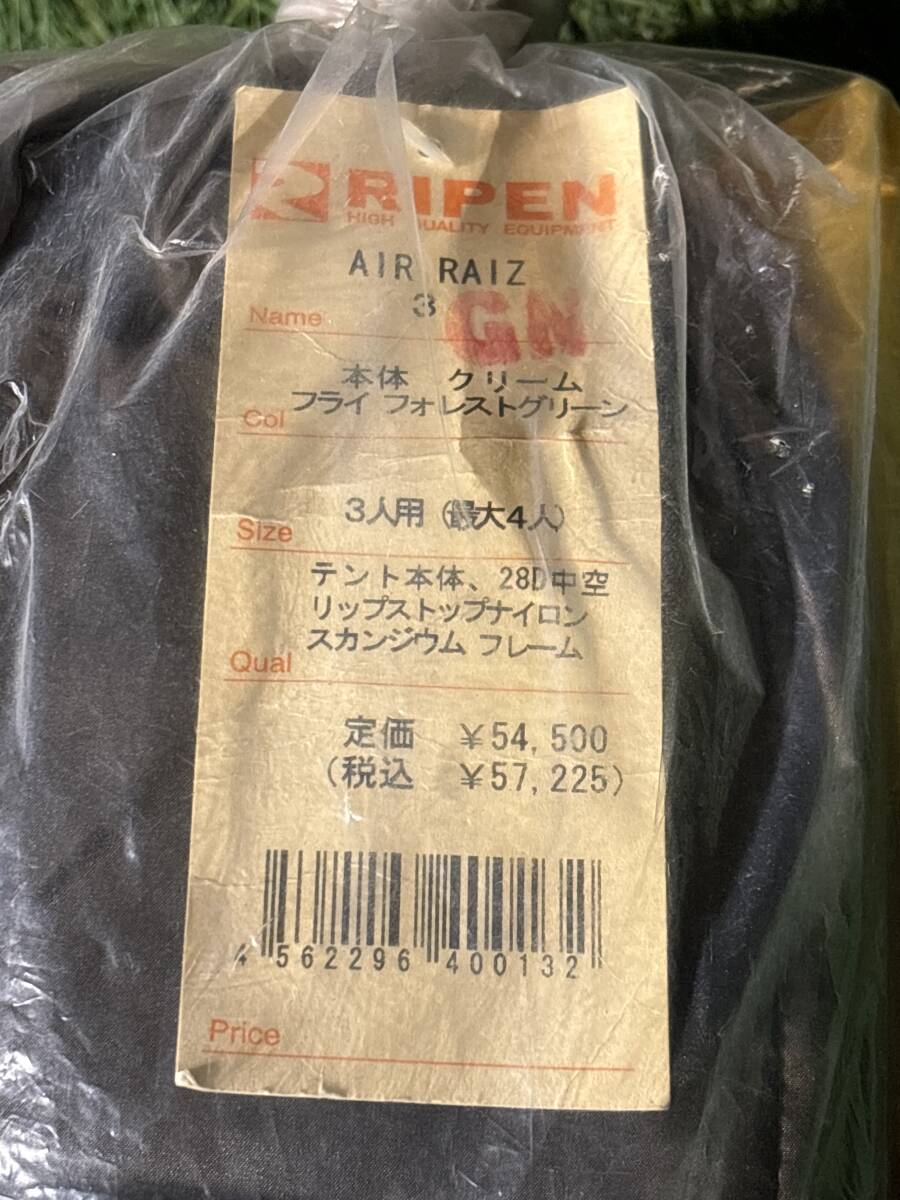 RIPEN
HIGH QUALITY EQUIPMENT
AIR RAIZ
Name 3 GN
本体 クリーム
Col フライ フォレストグリーン
Size 3人用(最大4人)
テント本体、28D中空
リップストップナイロン
Qual スカンジウム フレーム
定価 ¥54,500
(税込 ¥57,225)
4 562296 400132
Price